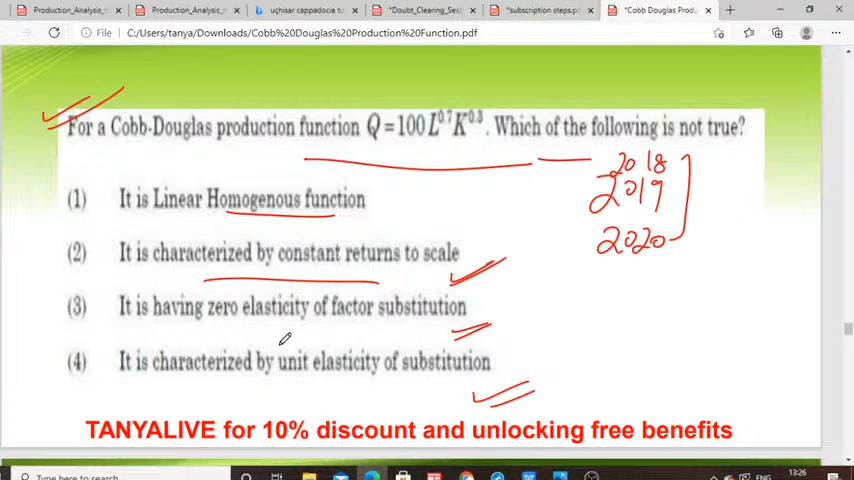 Production_Analysis_r
Production_Analysis_r
uçhisar cappadocia tu
*Doubt_Clearing_Ses
*subscription steps.pd
*Cobb Douglas Produ
File
C:/Users/tanya/Downloads/Cobb%20Douglas%20Production%20Function.pdf
For a Cobb-Douglas production function Q = 100 L^0.7 K^0.3. Which of the following is not true?
2018
2019
2020
(1) It is Linear Homogenous function
(2) It is characterized by constant returns to scale
(3) It is having zero elasticity of factor substitution
(4) It is characterized by unit elasticity of substitution
TANYALIVE for 10% discount and unlocking free benefits
Type here to search
ENG
13:26